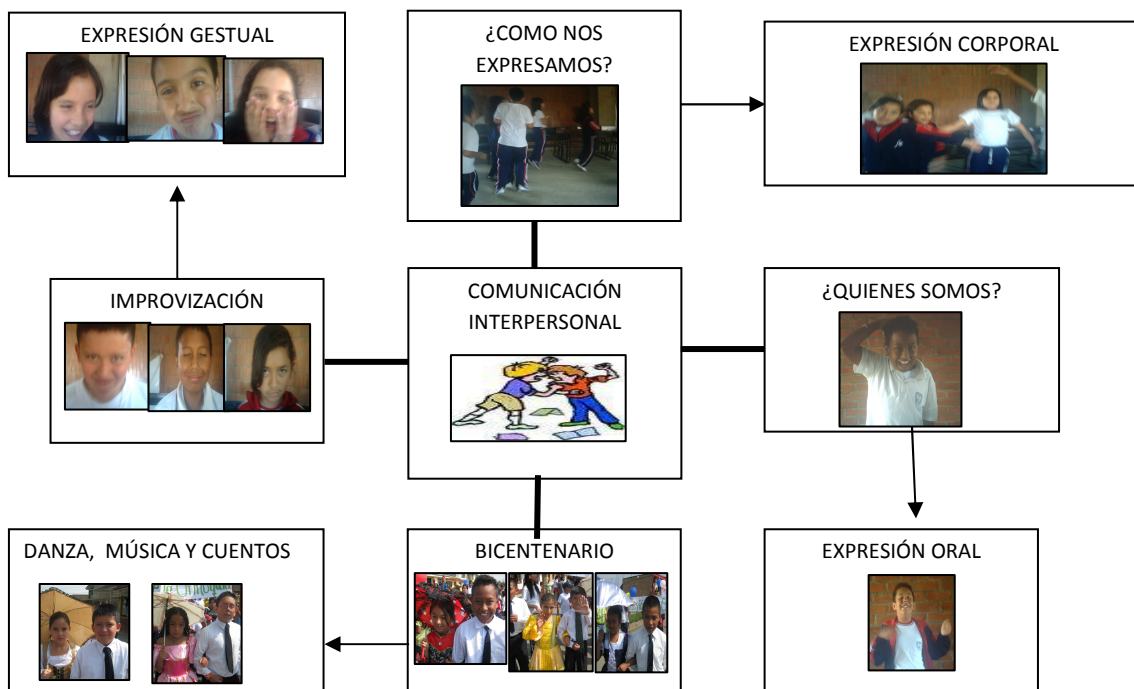 EXPRESIÓN GESTUAL
¿COMO NOS
EXPRESAMOS?
EXPRESIÓN CORPORAL
IMPROVIZACIÓN
COMUNICACIÓN
INTERPERSONAL
¿QUIENES SOMOS?
DANZA, MÚSICA Y CUENTOS
BICENTENARIO
EXPRESIÓN ORAL